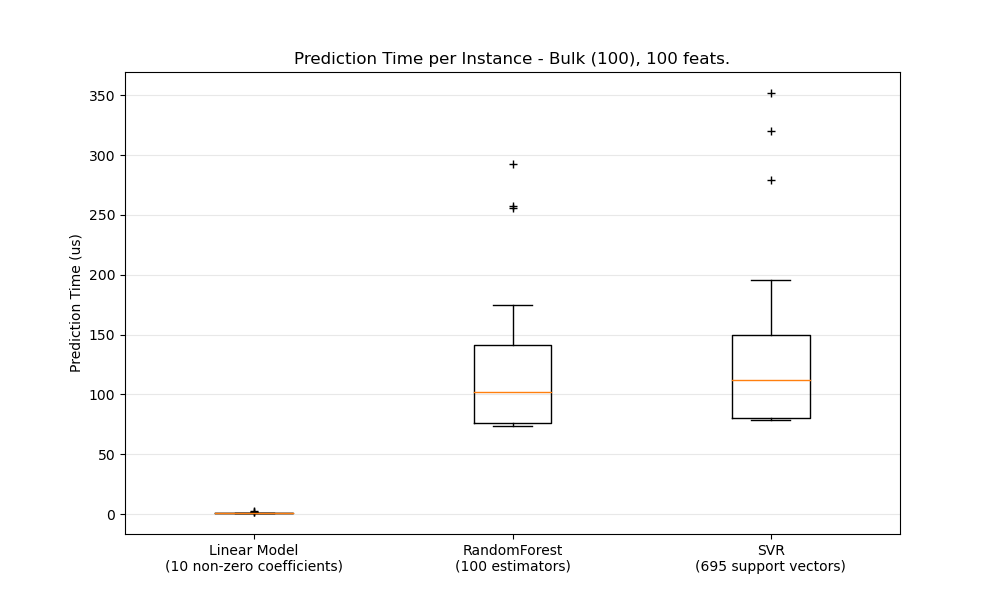 Prediction Time per Instance - Bulk (100), 100 feats.
Prediction Time (us)
350
300
250
200
150
100
50
0
Linear Model
(10 non-zero coefficients)
RandomForest
(100 estimators)
SVR
(695 support vectors)